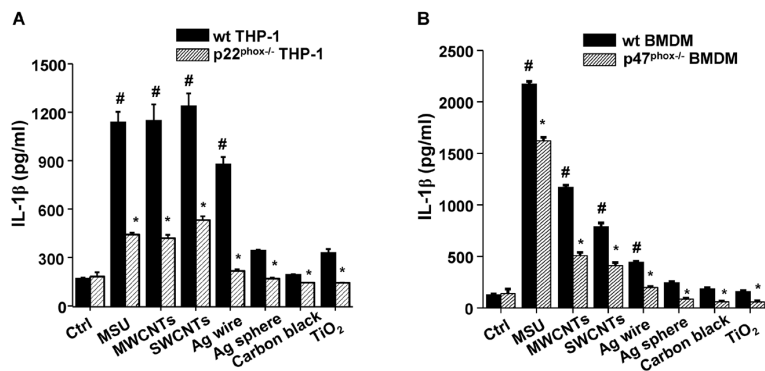 A
wt THP-1
p22phox-/- THP-1
IL-1β (pg/ml)
1500
1200
900
600
300
0
# # # #
* * * * * * *
Ctrl
MSU
MWCNTs
SWCNTs
Ag wire
Ag sphere
Carbon black
TiO2
B
wt BMDM
p47phox-/- BMDM
IL-1β (pg/ml)
2500
2000
1500
1000
500
0
# # # #
* * * * * * *
Ctrl
MSU
MWCNTs
SWCNTs
Ag wire
Ag sphere
Carbon black
TiO2